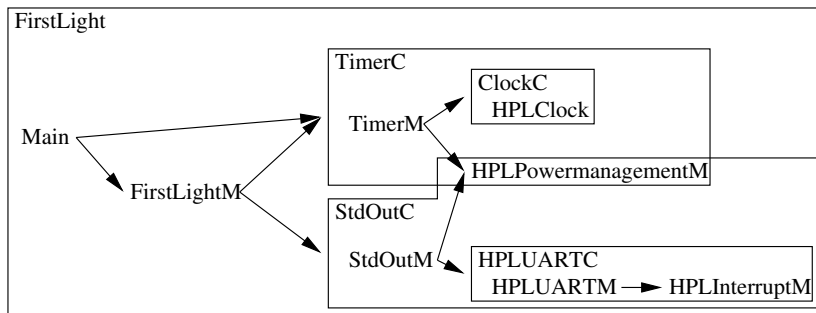 FirstLight
TimerC
ClockC
HPLClock
TimerM
Main
HPLPowermanagementM
FirstLightM
StdOutC
StdOutM
HPLUARTC
HPLUARTM HPLInterruptM